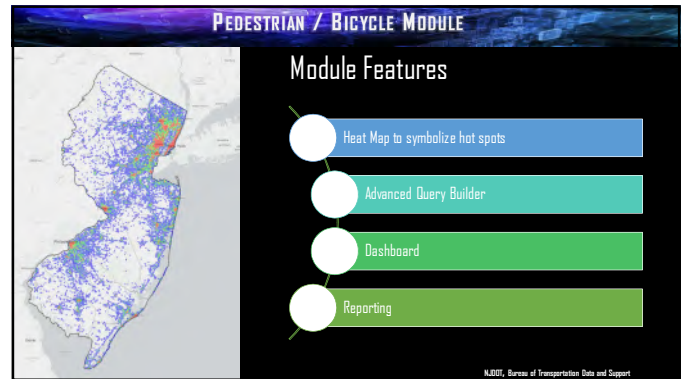 PEDESTRIAN / BICYCLE MODULE
Module Features
Heat Map to symbolize hot spots
Advanced Query Builder
Dashboard
Reporting
NJDOT, Bureau of Transportation Data and Support